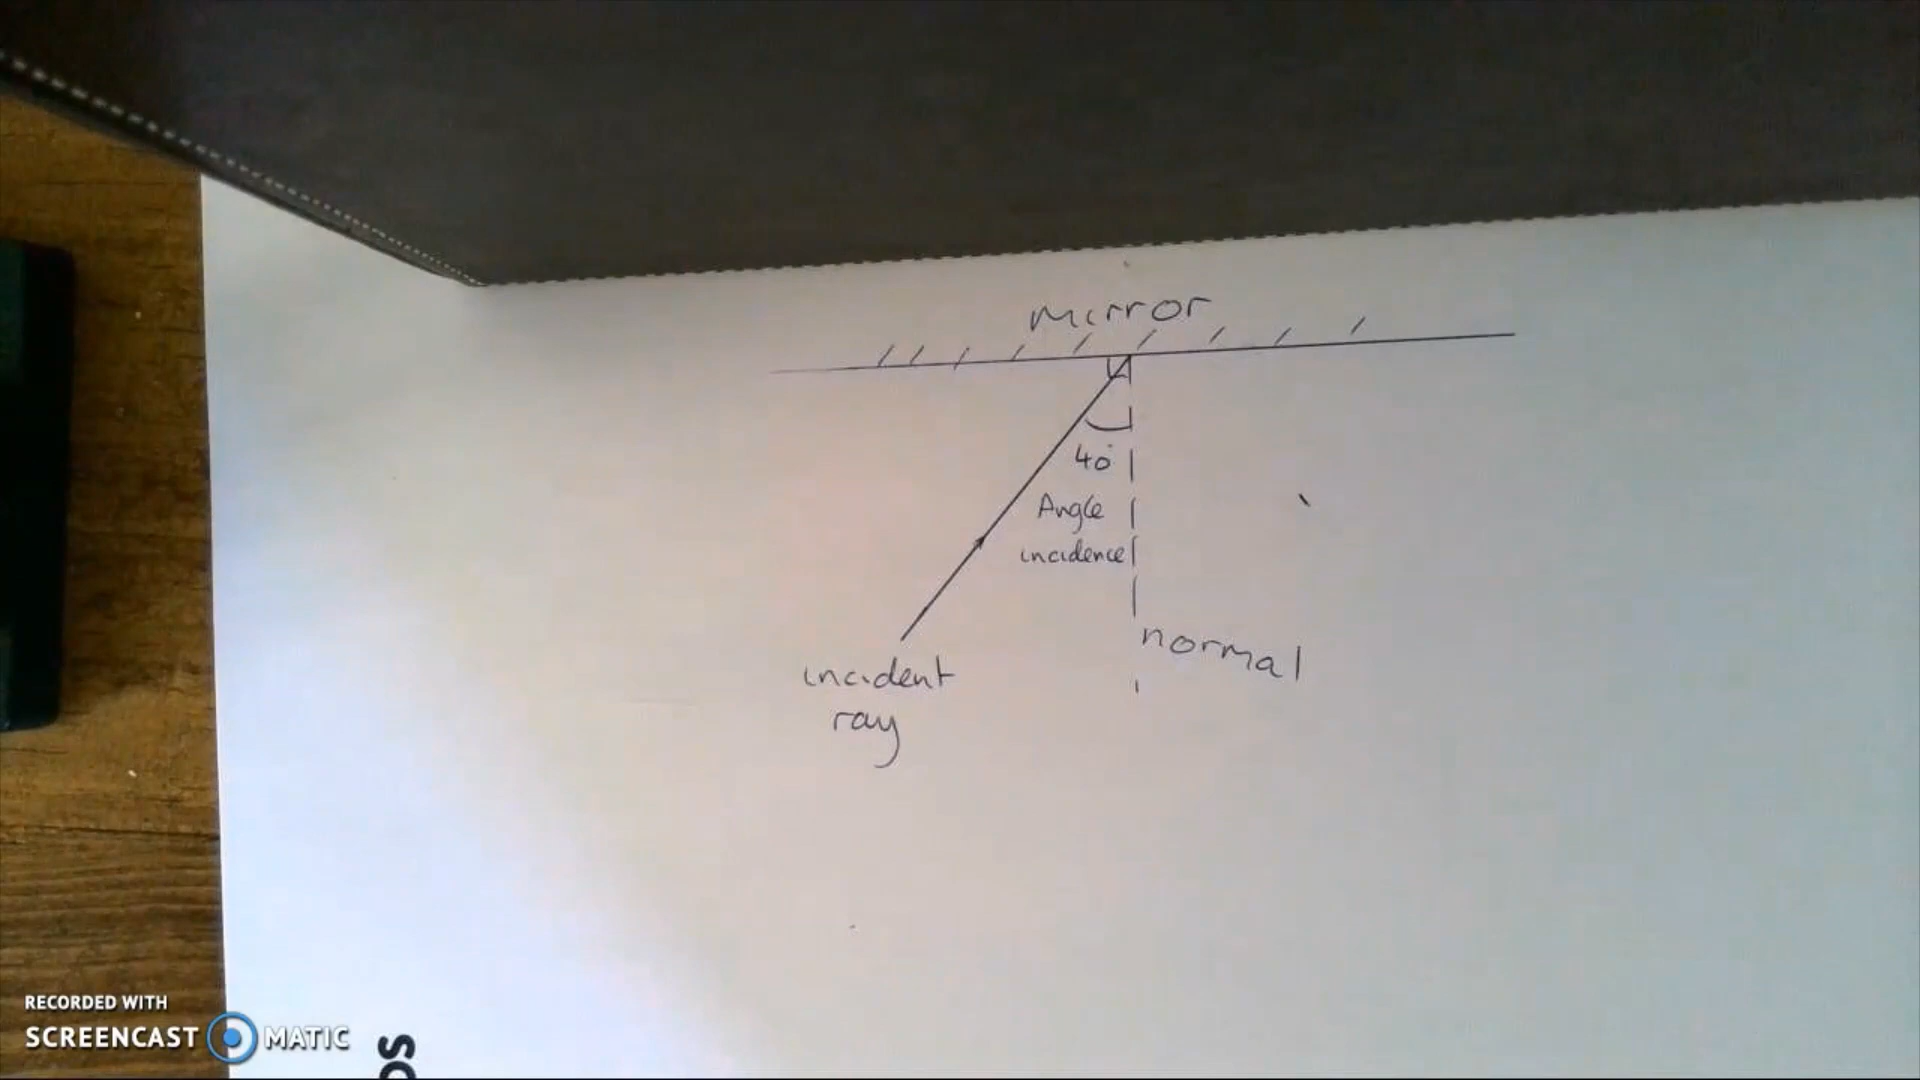 mirror
40°
Angle
incidence
normal
incident
ray
RECORDED WITH
SCREENCAST MATIC